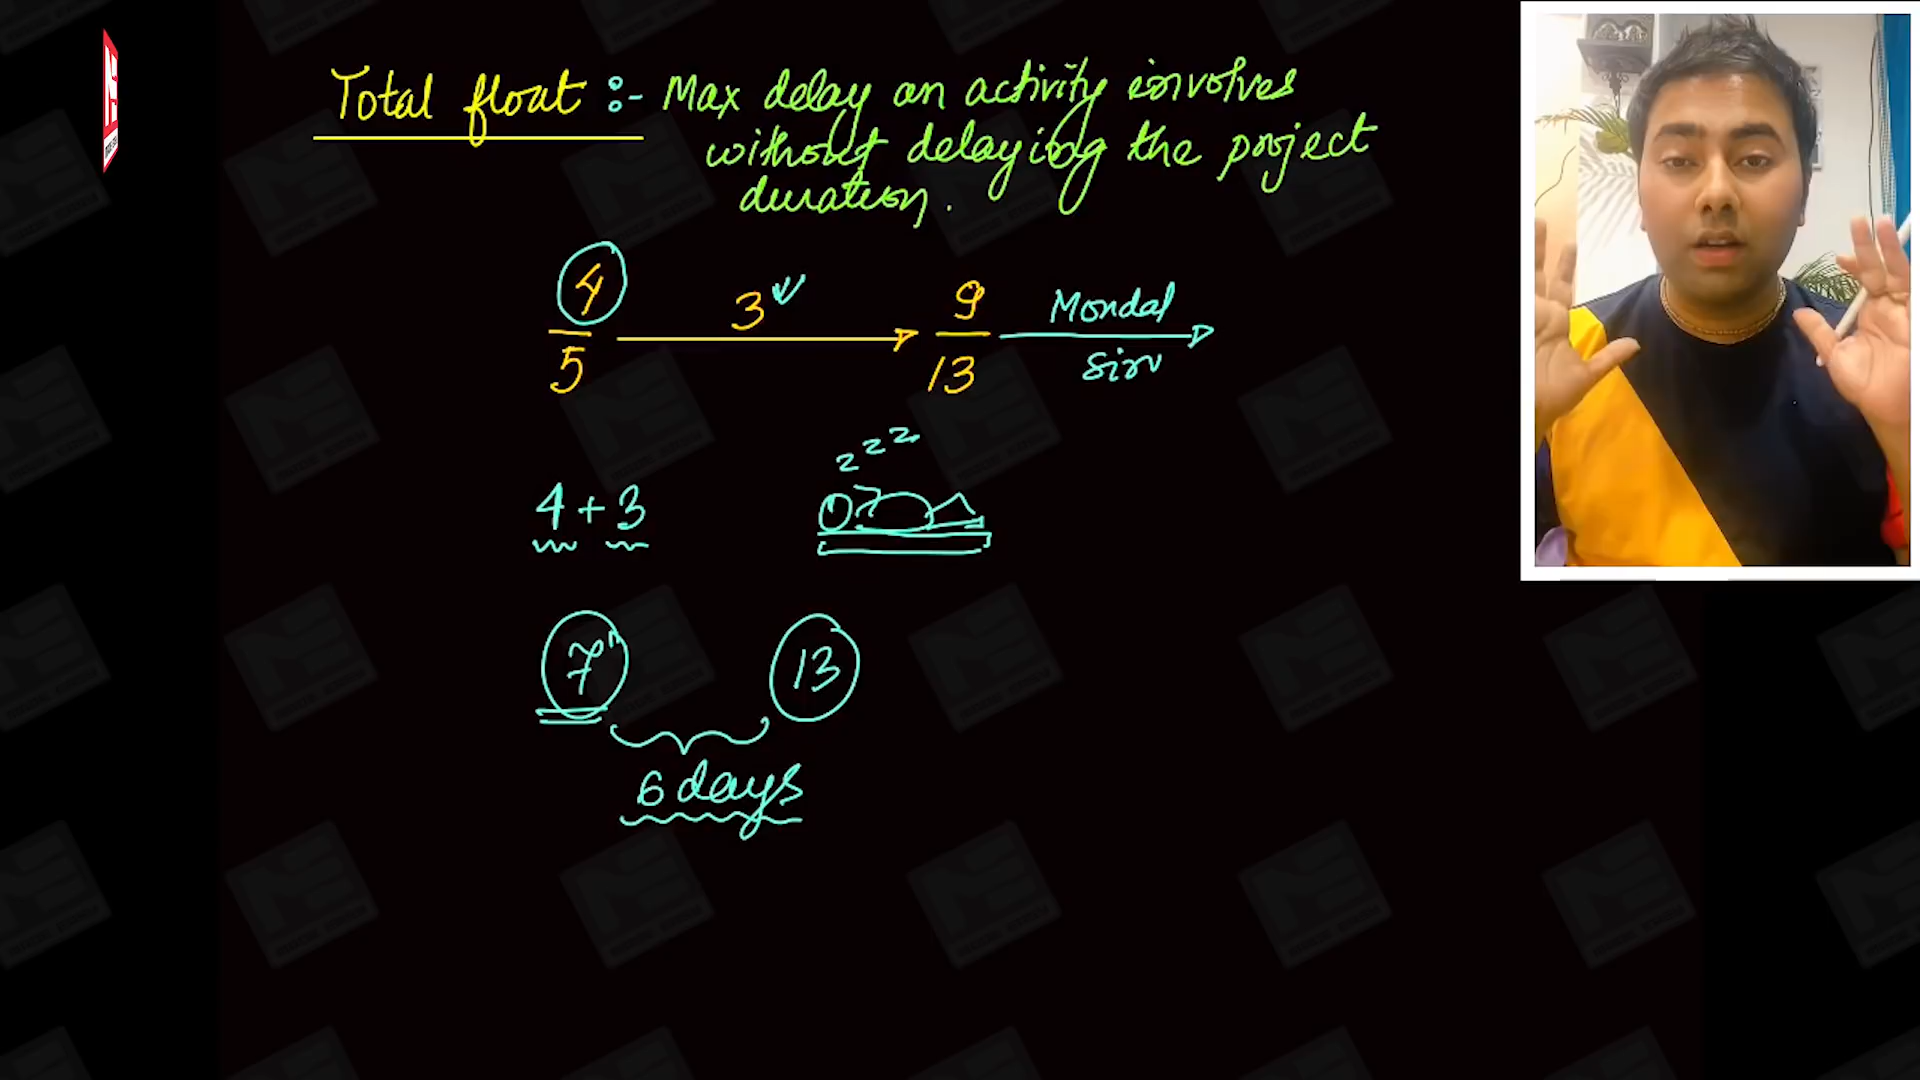 Total float :- Max delay an activity involves
without delaying the project
duration.
4 3 9 Mondal
5 13 Sir
z z z
4 + 3
7 13
6 days